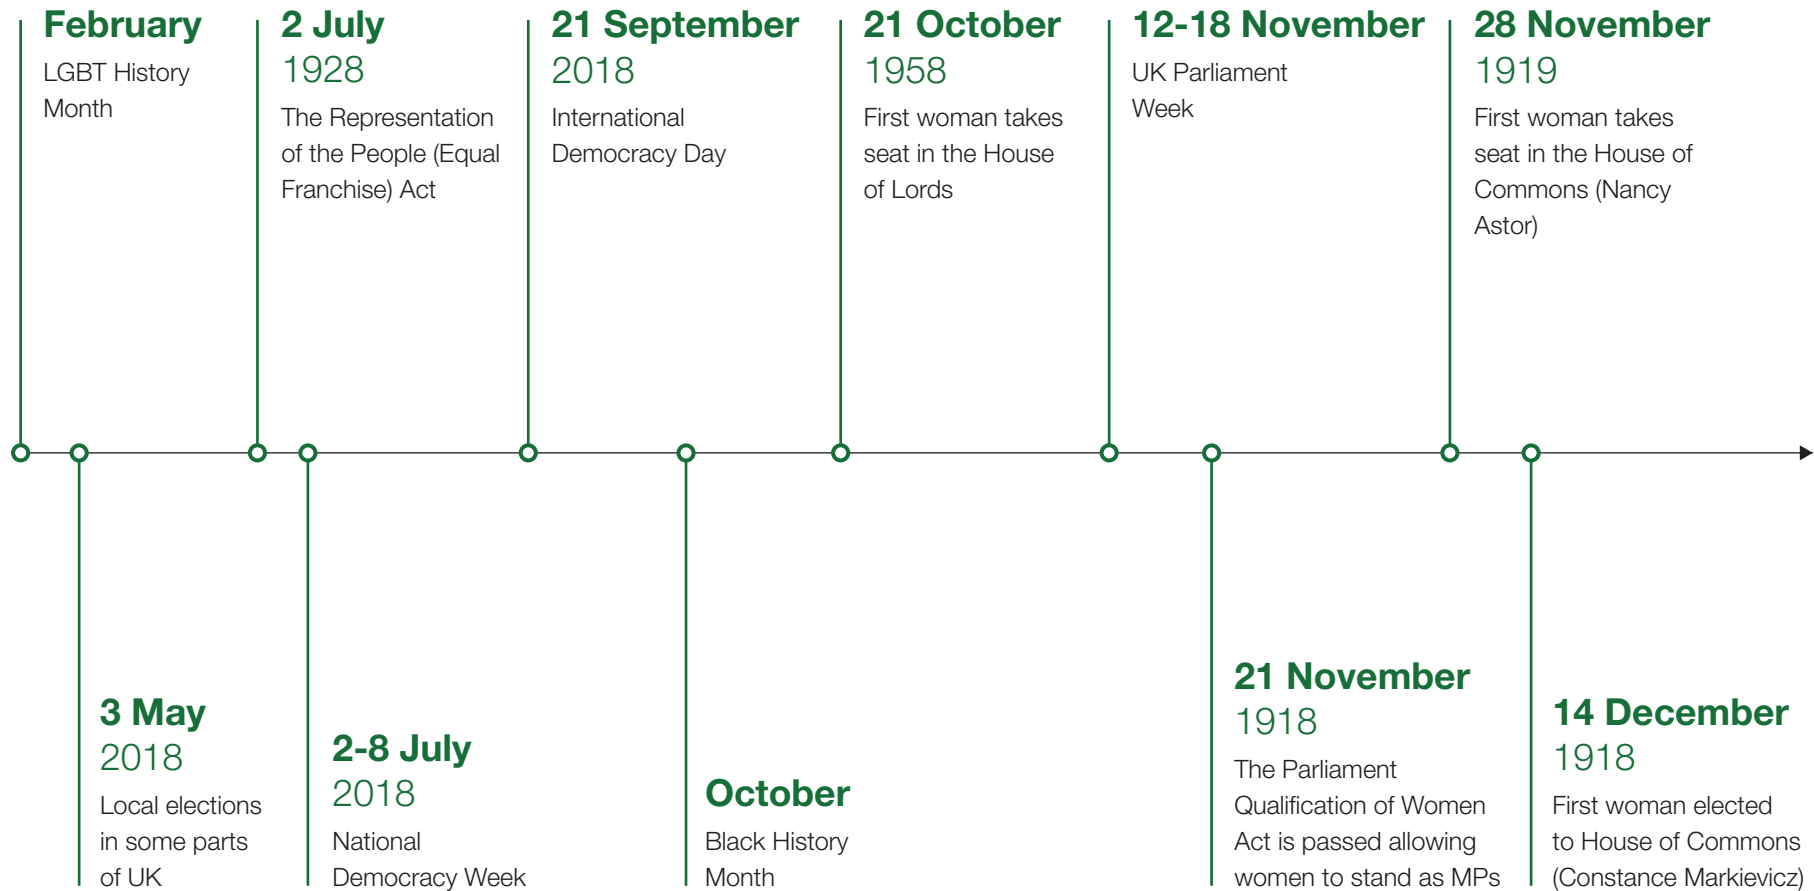 February
LGBT History
Month
2 July
1928
The Representation
of the People (Equal
Franchise) Act
21 September
2018
International
Democracy Day
21 October
1958
First woman takes
seat in the House
of Lords
12-18 November
UK Parliament
Week
28 November
1919
First woman takes
seat in the House of
Commons (Nancy
Astor)
3 May
2018
Local elections
in some parts
of UK
2-8 July
2018
National
Democracy Week
October
Black History
Month
21 November
1918
The Parliament
Qualification of Women
Act is passed allowing
women to stand as MPs
14 December
1918
First woman elected
to House of Commons
(Constance Markievicz)